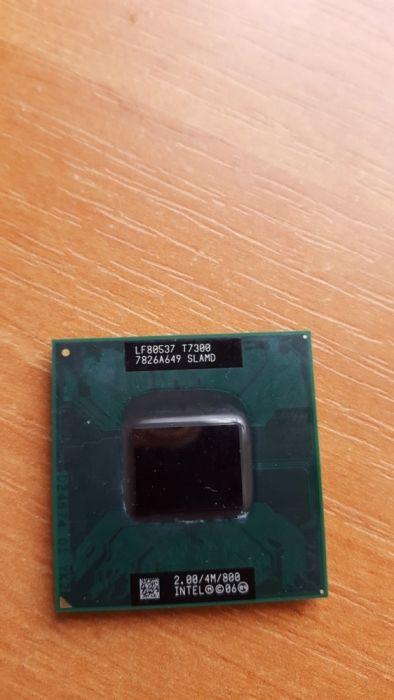 LF80537 T7300
7826A649 SLAMD
2.00/4M/800
INTEL®©06 ⓔ